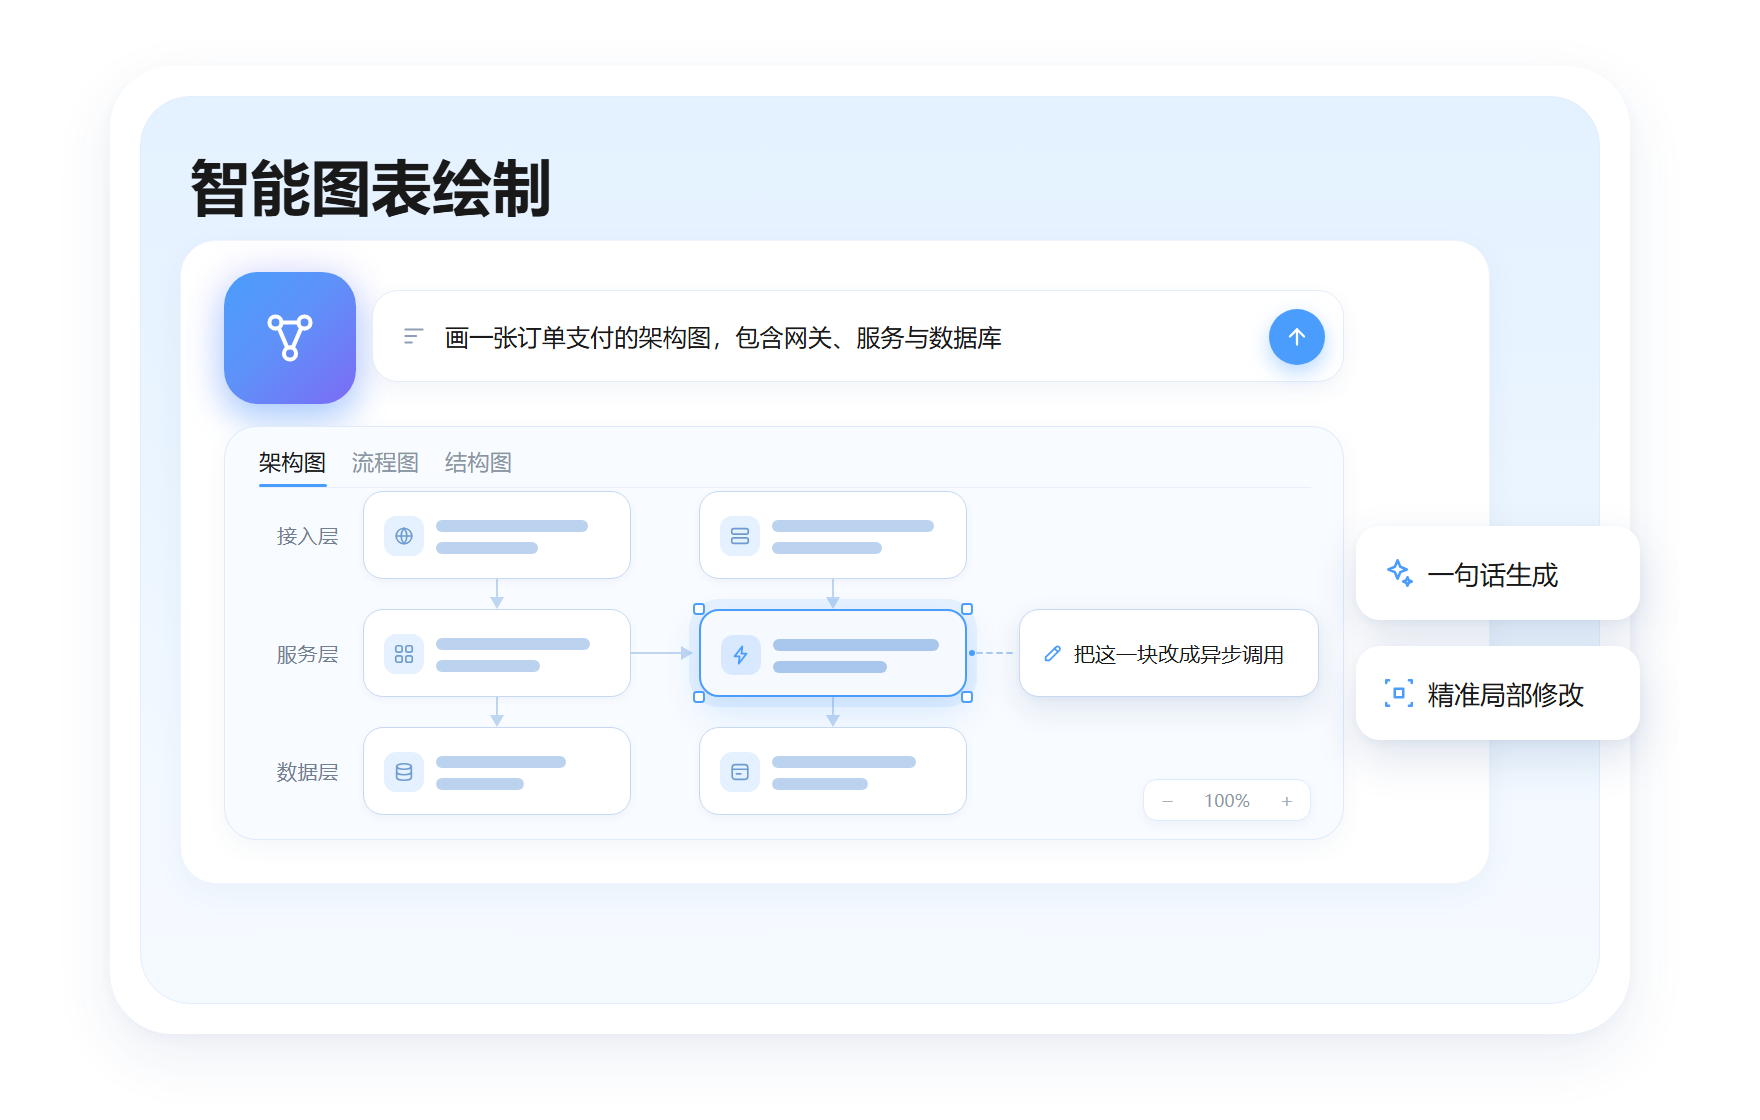 智能图表绘制
画一张订单支付的架构图，包含网关、服务与数据库
架构图 流程图 结构图
接入层
服务层
把这一块改成异步调用
数据层
− 100% +
一句话生成
精准局部修改